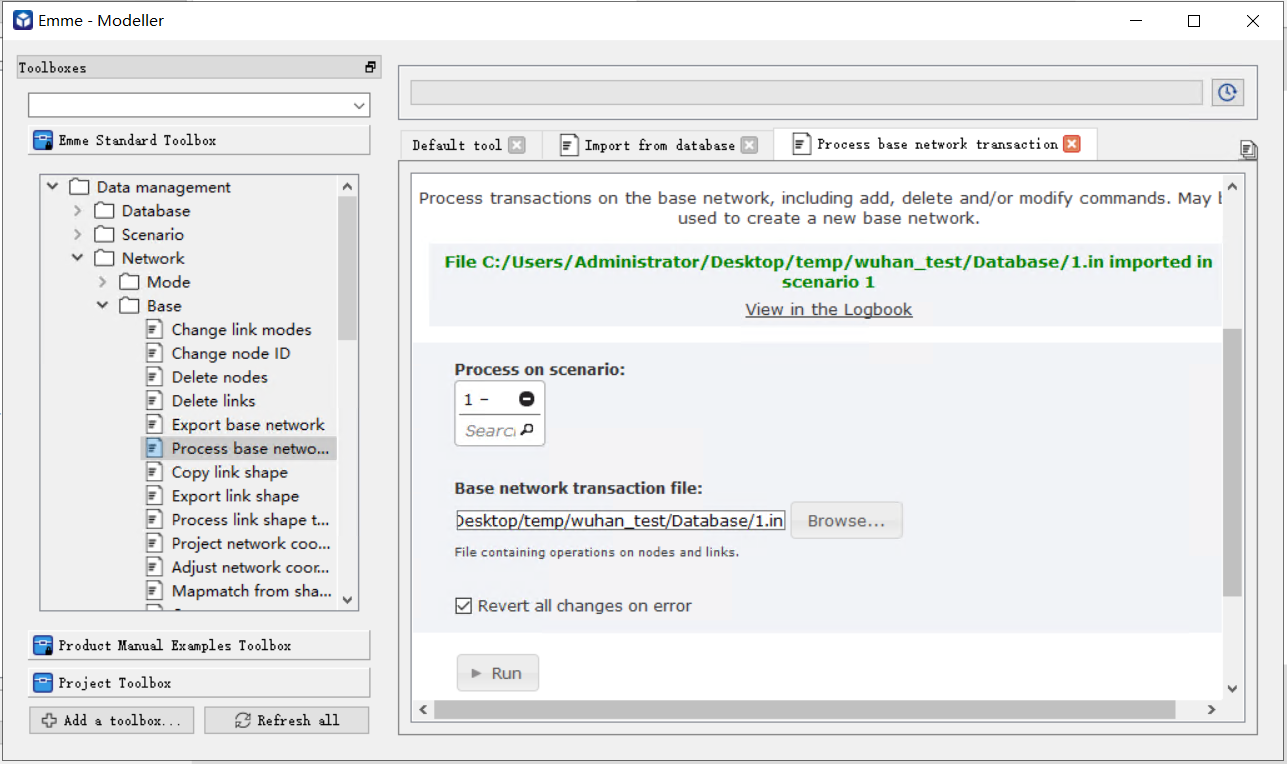 Emme - Modeller
Toolboxes
Emme Standard Toolbox
Data management
Database
Scenario
Network
Mode
Base
Change link modes
Change node ID
Delete nodes
Delete links
Export base network
Process base netwo...
Copy link shape
Export link shape
Process link shape t...
Project network coo...
Adjust network coor...
Mapmatch from sha...
Product Manual Examples Toolbox
Project Toolbox
Add a toolbox...
Refresh all
Default tool
Import from database
Process base network transaction
Process transactions on the base network, including add, delete and/or modify commands. May
used to create a new base network.
File C:/Users/Administrator/Desktop/temp/wuhan_test/Database/1.in imported in
scenario 1
View in the Logbook
Process on scenario:
1 -
Search
Base network transaction file:
Desktop/temp/wuhan_test/Database/1.in
Browse...
File containing operations on nodes and links.
Revert all changes on error
Run